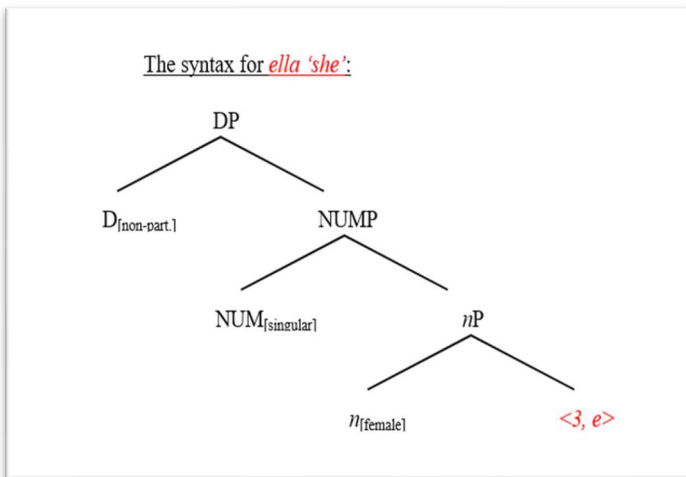 The syntax for ella ‘she’:
DP
D[non-part.] NUMP
NUM[singular] nP
n[female] <3, e>